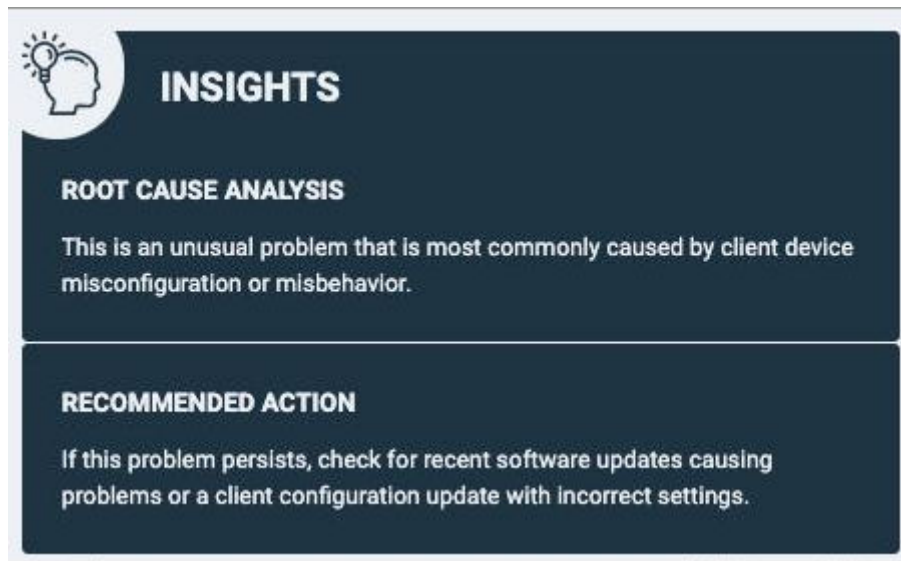 INSIGHTS
ROOT CAUSE ANALYSIS
This is an unusual problem that is most commonly caused by client device
misconfiguration or misbehavior.
RECOMMENDED ACTION
If this problem persists, check for recent software updates causing
problems or a client configuration update with incorrect settings.